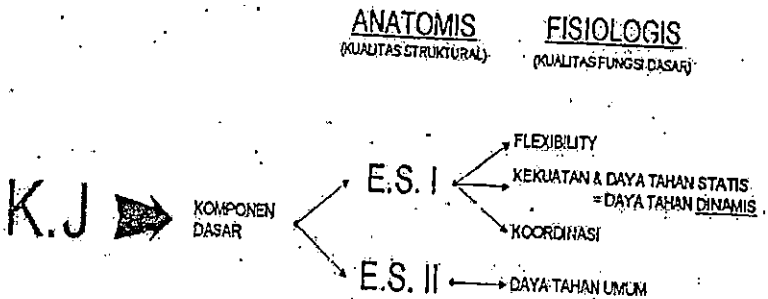 ANATOMIS
(KUALITAS STRUKTURAL)
FISIOLOGIS
(KUALITAS FUNGSI DASAR)
K.J
KOMPONEN
DASAR
E.S. I
FLEXIBILITY
KEKUATAN & DAYA TAHAN STATIS
=DAYA TAHAN DINAMIS
KOORDINASI
E.S. II
DAYA TAHAN UMUM